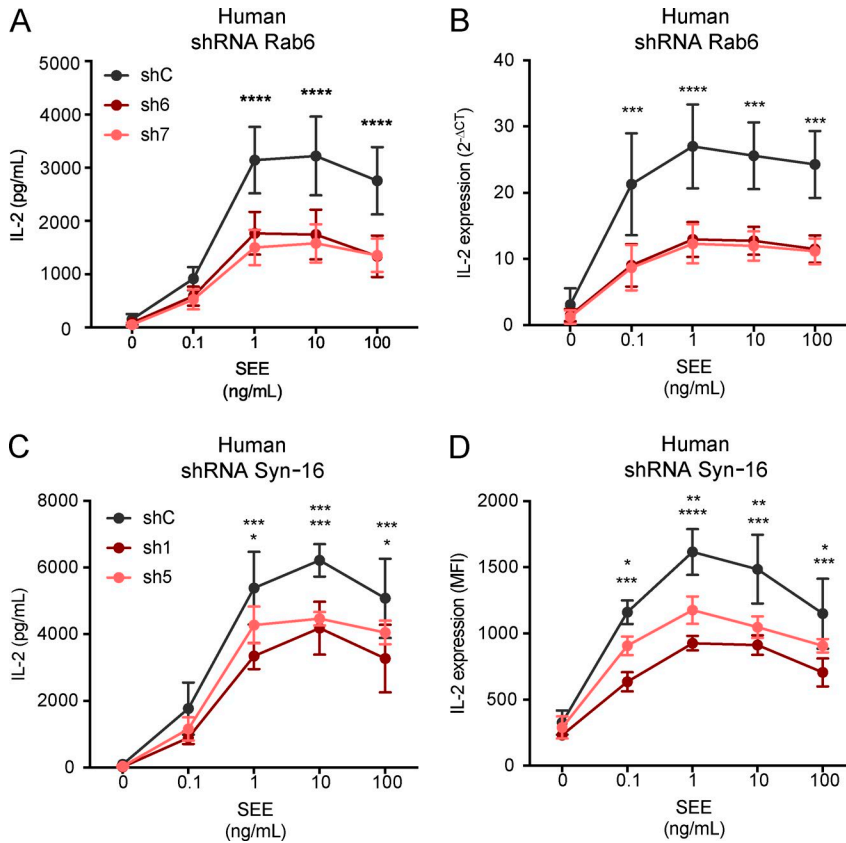 A
Human
shRNA Rab6
IL-2 (pg/mL)
5000
4000
3000
2000
1000
0
shC
sh6
sh7
****
****
****
0 0.1 1 10 100
SEE
(ng/mL)
B
Human
shRNA Rab6
IL-2 expression (2-ΔCT)
40
30
20
10
0
***
****
***
***
0 0.1 1 10 100
SEE
(ng/mL)
C
Human
shRNA Syn-16
IL-2 (pg/mL)
8000
6000
4000
2000
0
shC
sh1
sh5
***
*
***
***
***
*
0 0.1 1 10 100
SEE
(ng/mL)
D
Human
shRNA Syn-16
IL-2 expression (MFI)
2000
1500
1000
500
0
*
***
**
****
**
***
*
***
0 0.1 1 10 100
SEE
(ng/mL)